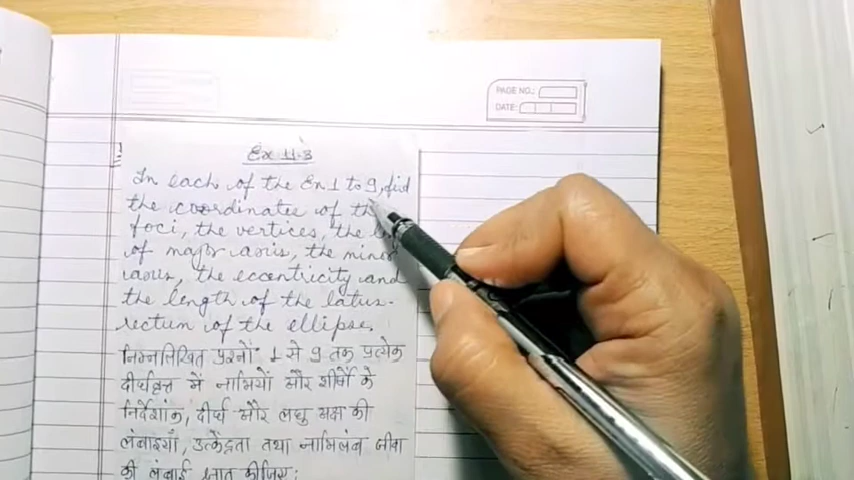 PAGE NO.:
DATE:
Ex 11.3
In each of the Ex 1 to 9, find
the coordinates of the
foci, the vertices, the
of major axis, the minor
axis, the eccentricity and
the length of the latus-
rectum of the ellipse.
निम्नलिखित प्रश्नों 1 से 9 तक प्रत्येक
दीर्घवृत्त में नाभियों और शीर्षों के
निर्देशांक, दीर्घ और लघु अक्ष की
लंबाइयाँ, उत्केंद्रता तथा नाभिलंब जीवा
की लंबाई ज्ञात कीजिए: